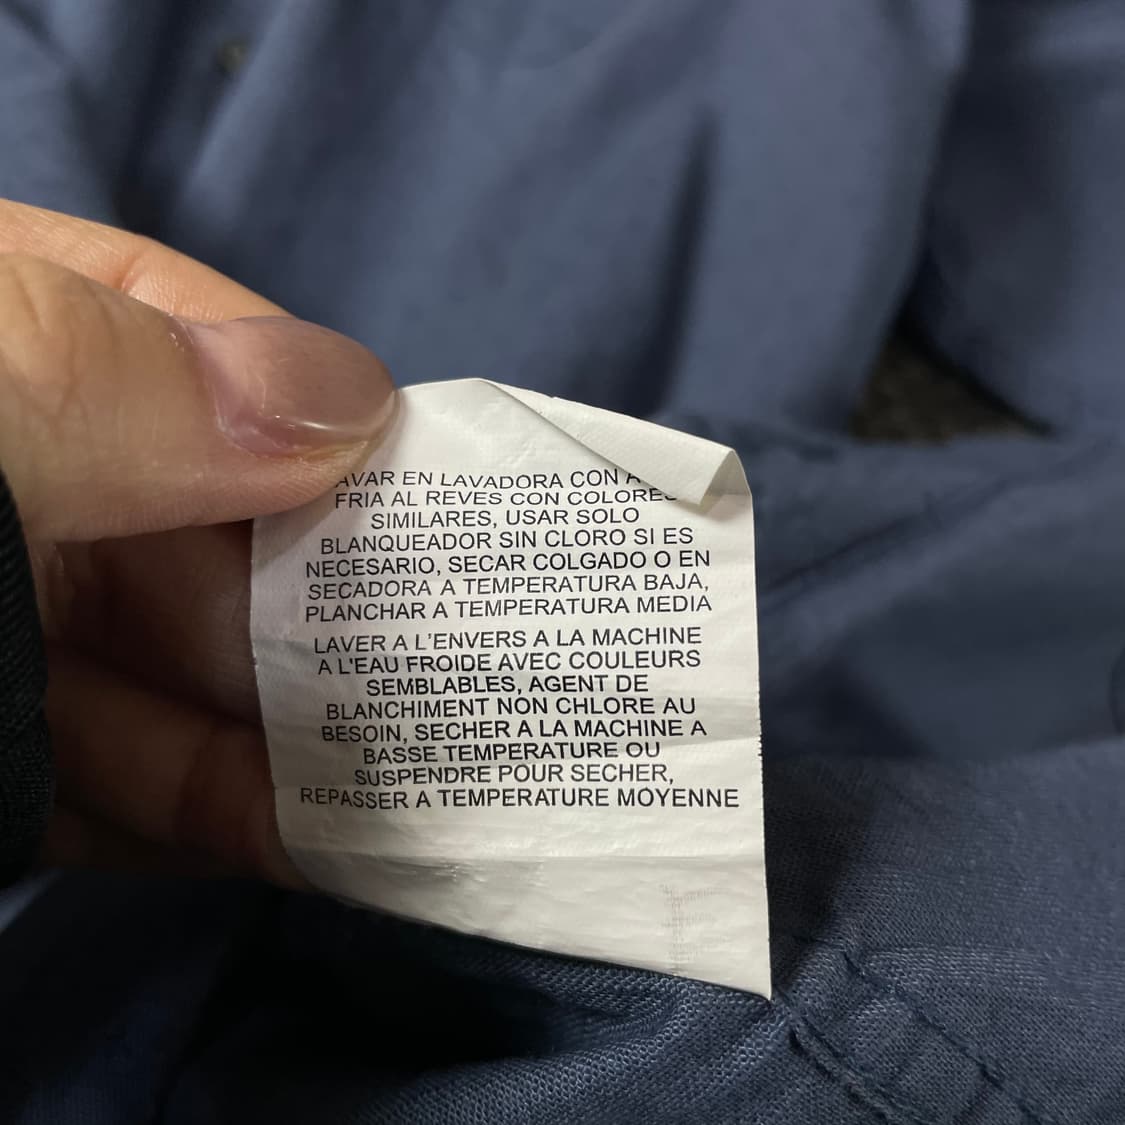 EN LAVADORA CON
FRIA AL REVES CON COLORES
SIMILARES, USAR SOLO
BLANQUEADOR SIN CLORO SI ES
NECESARIO, SECAR COLGADO O EN
SECADORA A TEMPERATURA BAJA,
PLANCHAR A TEMPERATURA MEDIA
LAVER A L'ENVERS A LA MACHINE
A L'EAU FROIDE AVEC COULEURS
SEMBLABLES, AGENT DE
BLANCHIMENT NON CHLORE AU
BESOIN, SECHER A LA MACHINE A
BASSE TEMPERATURE OU
SUSPENDRE POUR SECHER,
REPASSER A TEMPERATURE MOYENNE